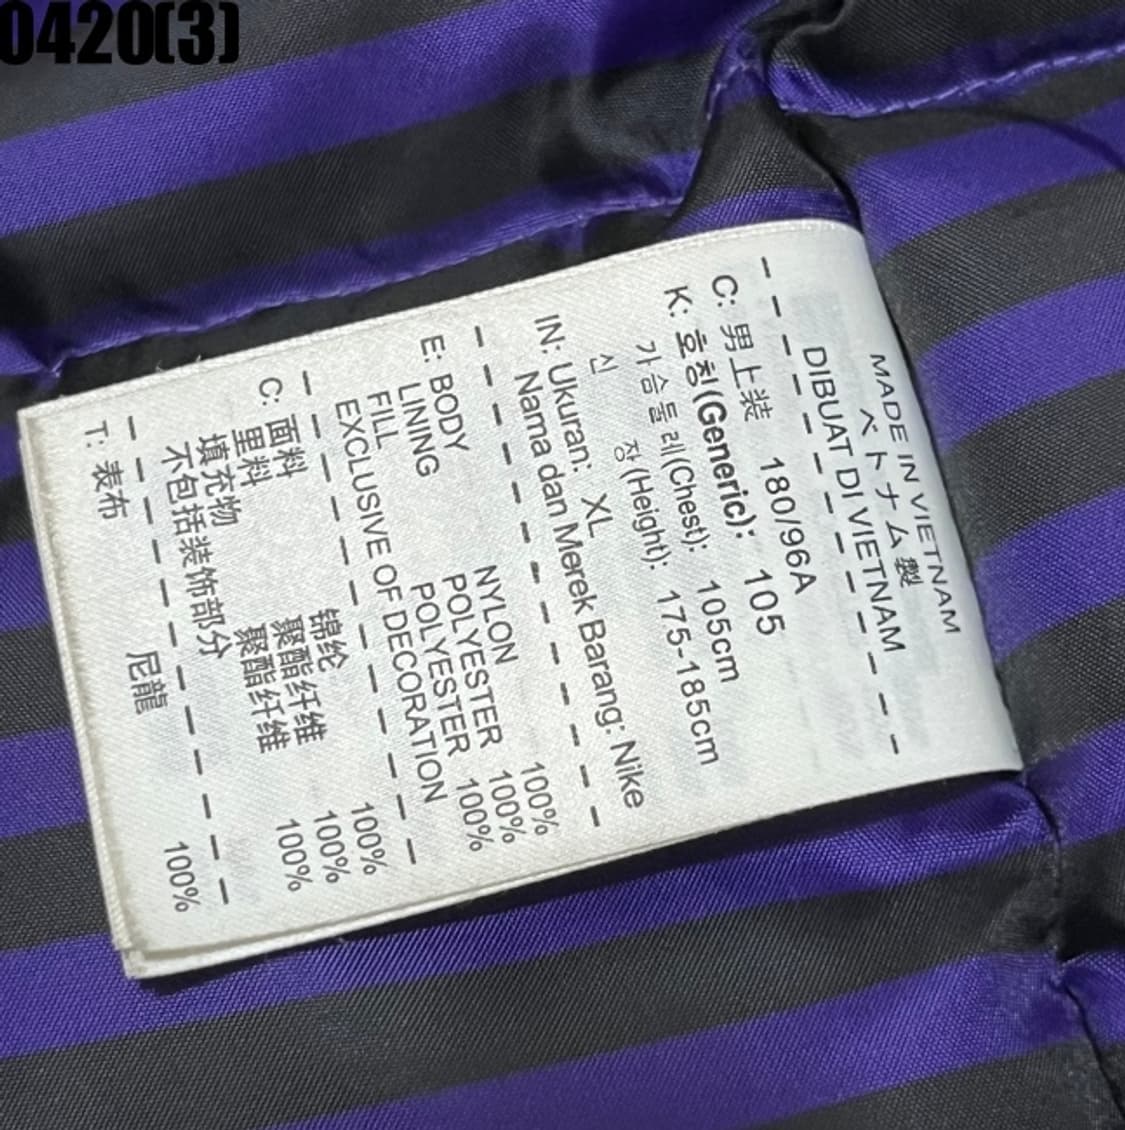 0420(3)
MADE IN VIETNAM
ベトナム製
DIBUAT DI VIETNAM
C: 男上装 180/96A
K: 호칭(Generic): 105
가슴둘레(Chest): 105cm
신 장(Height): 175-185cm
IN: Ukuran: XL
Nama dan Merek Barang: Nike
E: BODY NYLON 100%
LINING POLYESTER 100%
FILL POLYESTER 100%
EXCLUSIVE OF DECORATION
C: 面料 锦纶 100%
里料 聚酯纤维 100%
填充物 聚酯纤维 100%
不包括装饰部分
T: 表布 尼龍 100%